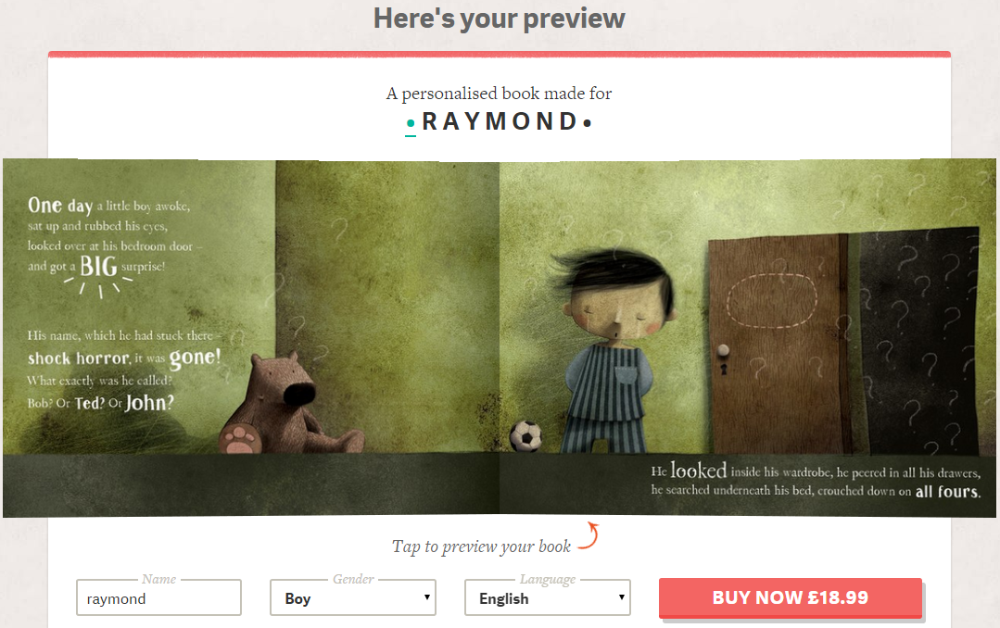 Here's your preview
A personalised book made for
• RAYMOND •
One day a little boy awoke,
sat up and rubbed his eyes,
looked over at his bedroom door –
and got a BIG surprise!
His name, which he had stuck there –
shock horror, it was gone!
What exactly was he called?
Bob? Or Ted? Or John?
He looked inside his wardrobe, he peered in all his drawers,
he searched underneath his bed, crouched down on all fours.
Tap to preview your book
Name
raymond
Gender
Boy
Language
English
BUY NOW £18.99